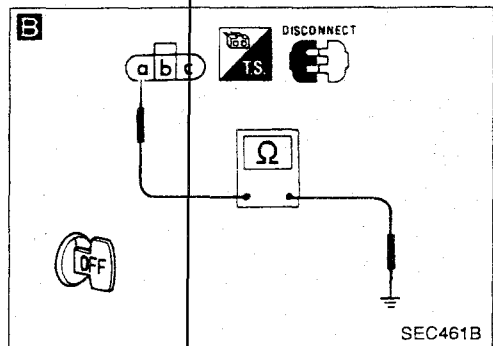 B
DISCONNECT
a b c
T.S.
Ω
OFF
SEC461B